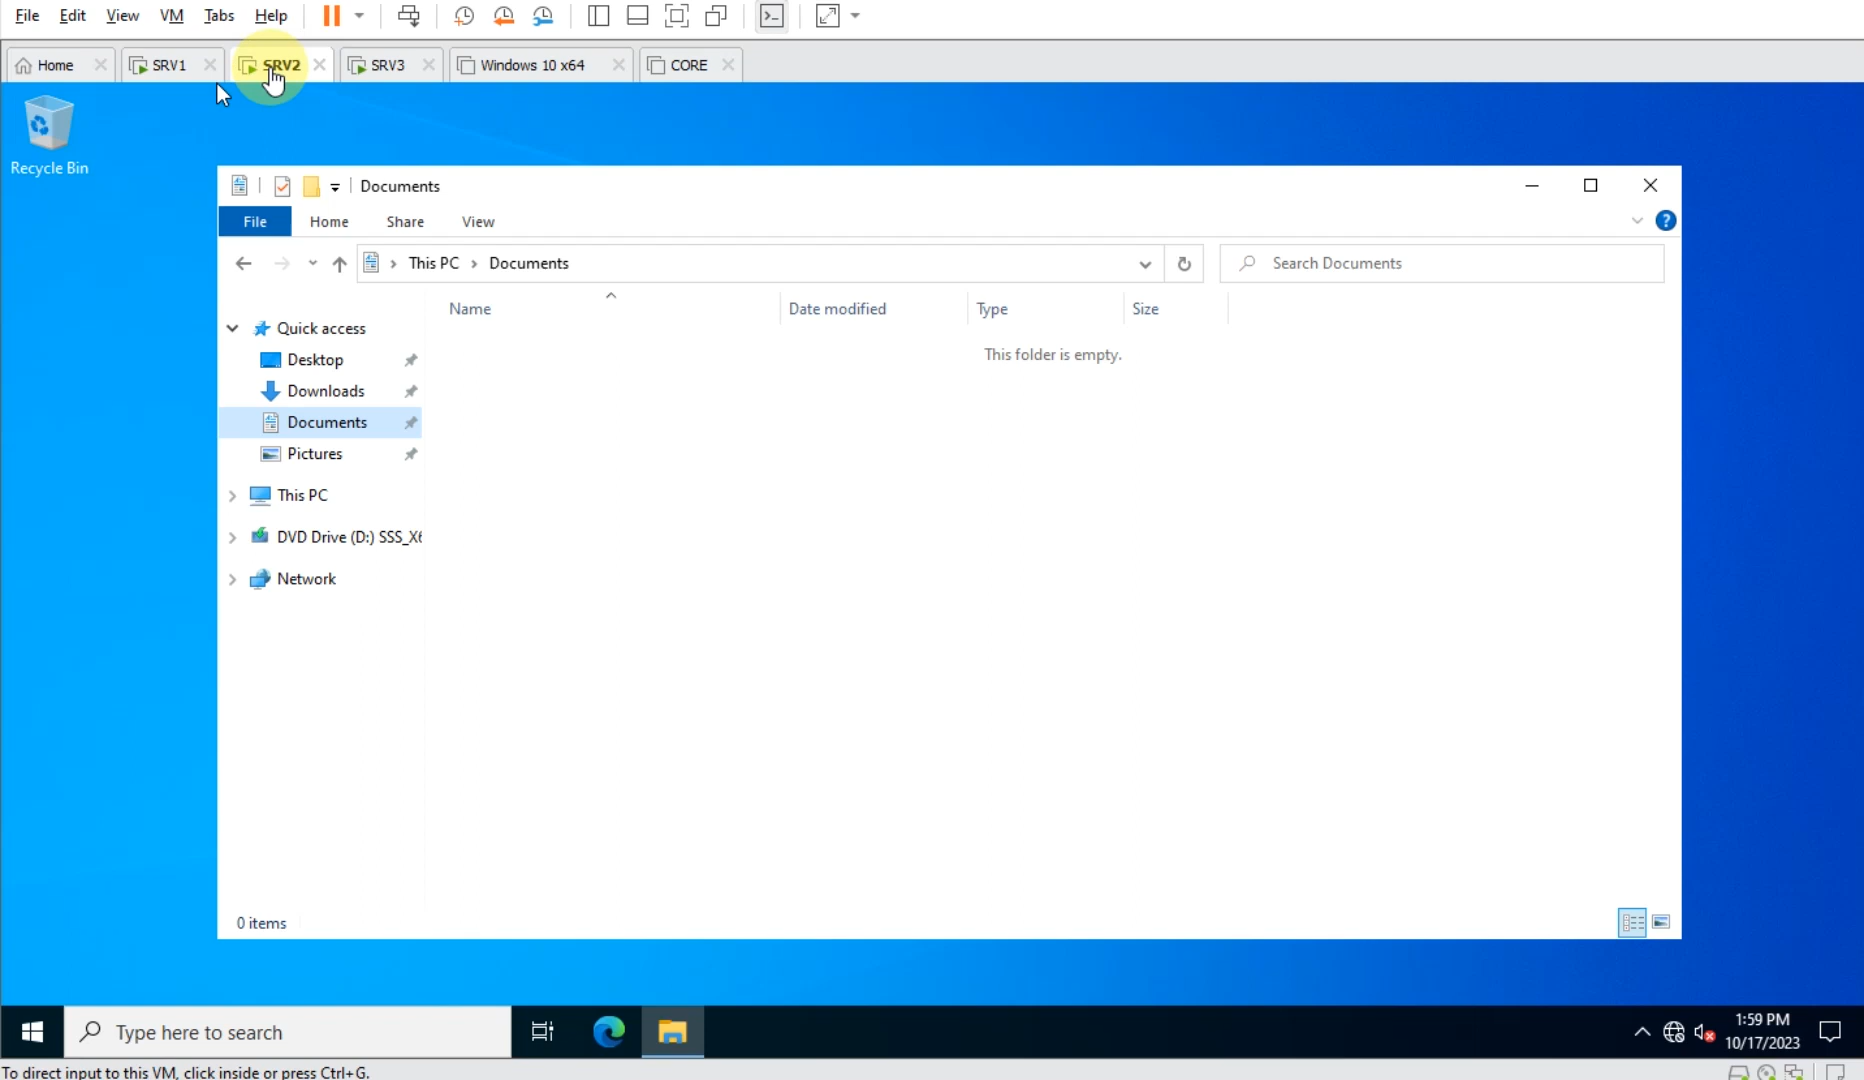 File Edit View VM Tabs Help
Home SRV1 SRV2 SRV3 Windows 10 x64 CORE
Recycle Bin
Documents
File Home Share View
This PC Documents
Search Documents
Name Date modified Type Size
This folder is empty.
Quick access
Desktop
Downloads
Documents
Pictures
This PC
DVD Drive (D:) SSS_X6
Network
0 items
Type here to search
1:59 PM
10/17/2023
To direct input to this VM, click inside or press Ctrl+G.